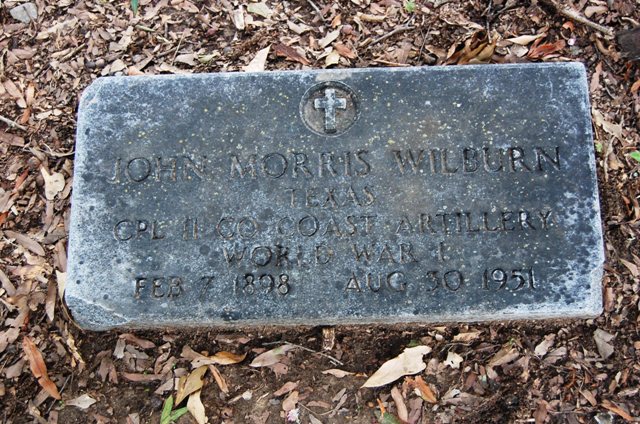 JOHN MORRIS WILBURN
TEXAS
CPL 11 CO COAST ARTILLERY
WORLD WAR I
FEB 7 1898 AUG 30 1951